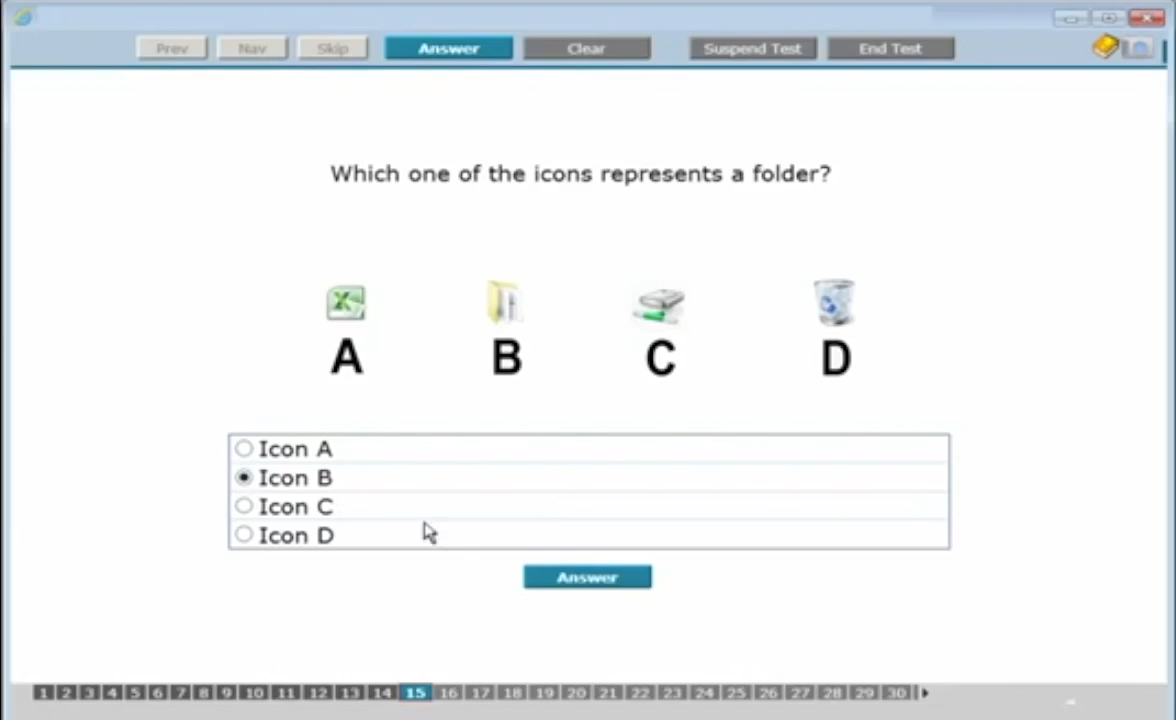 Prev Nav Skip Answer Clear Suspend Test End Test
Which one of the icons represents a folder?
A B C D
Icon A
Icon B
Icon C
Icon D
Answer
1 2 3 4 5 6 7 8 9 10 11 12 13 14 15 16 17 18 19 20 21 22 23 24 25 26 27 28 29 30